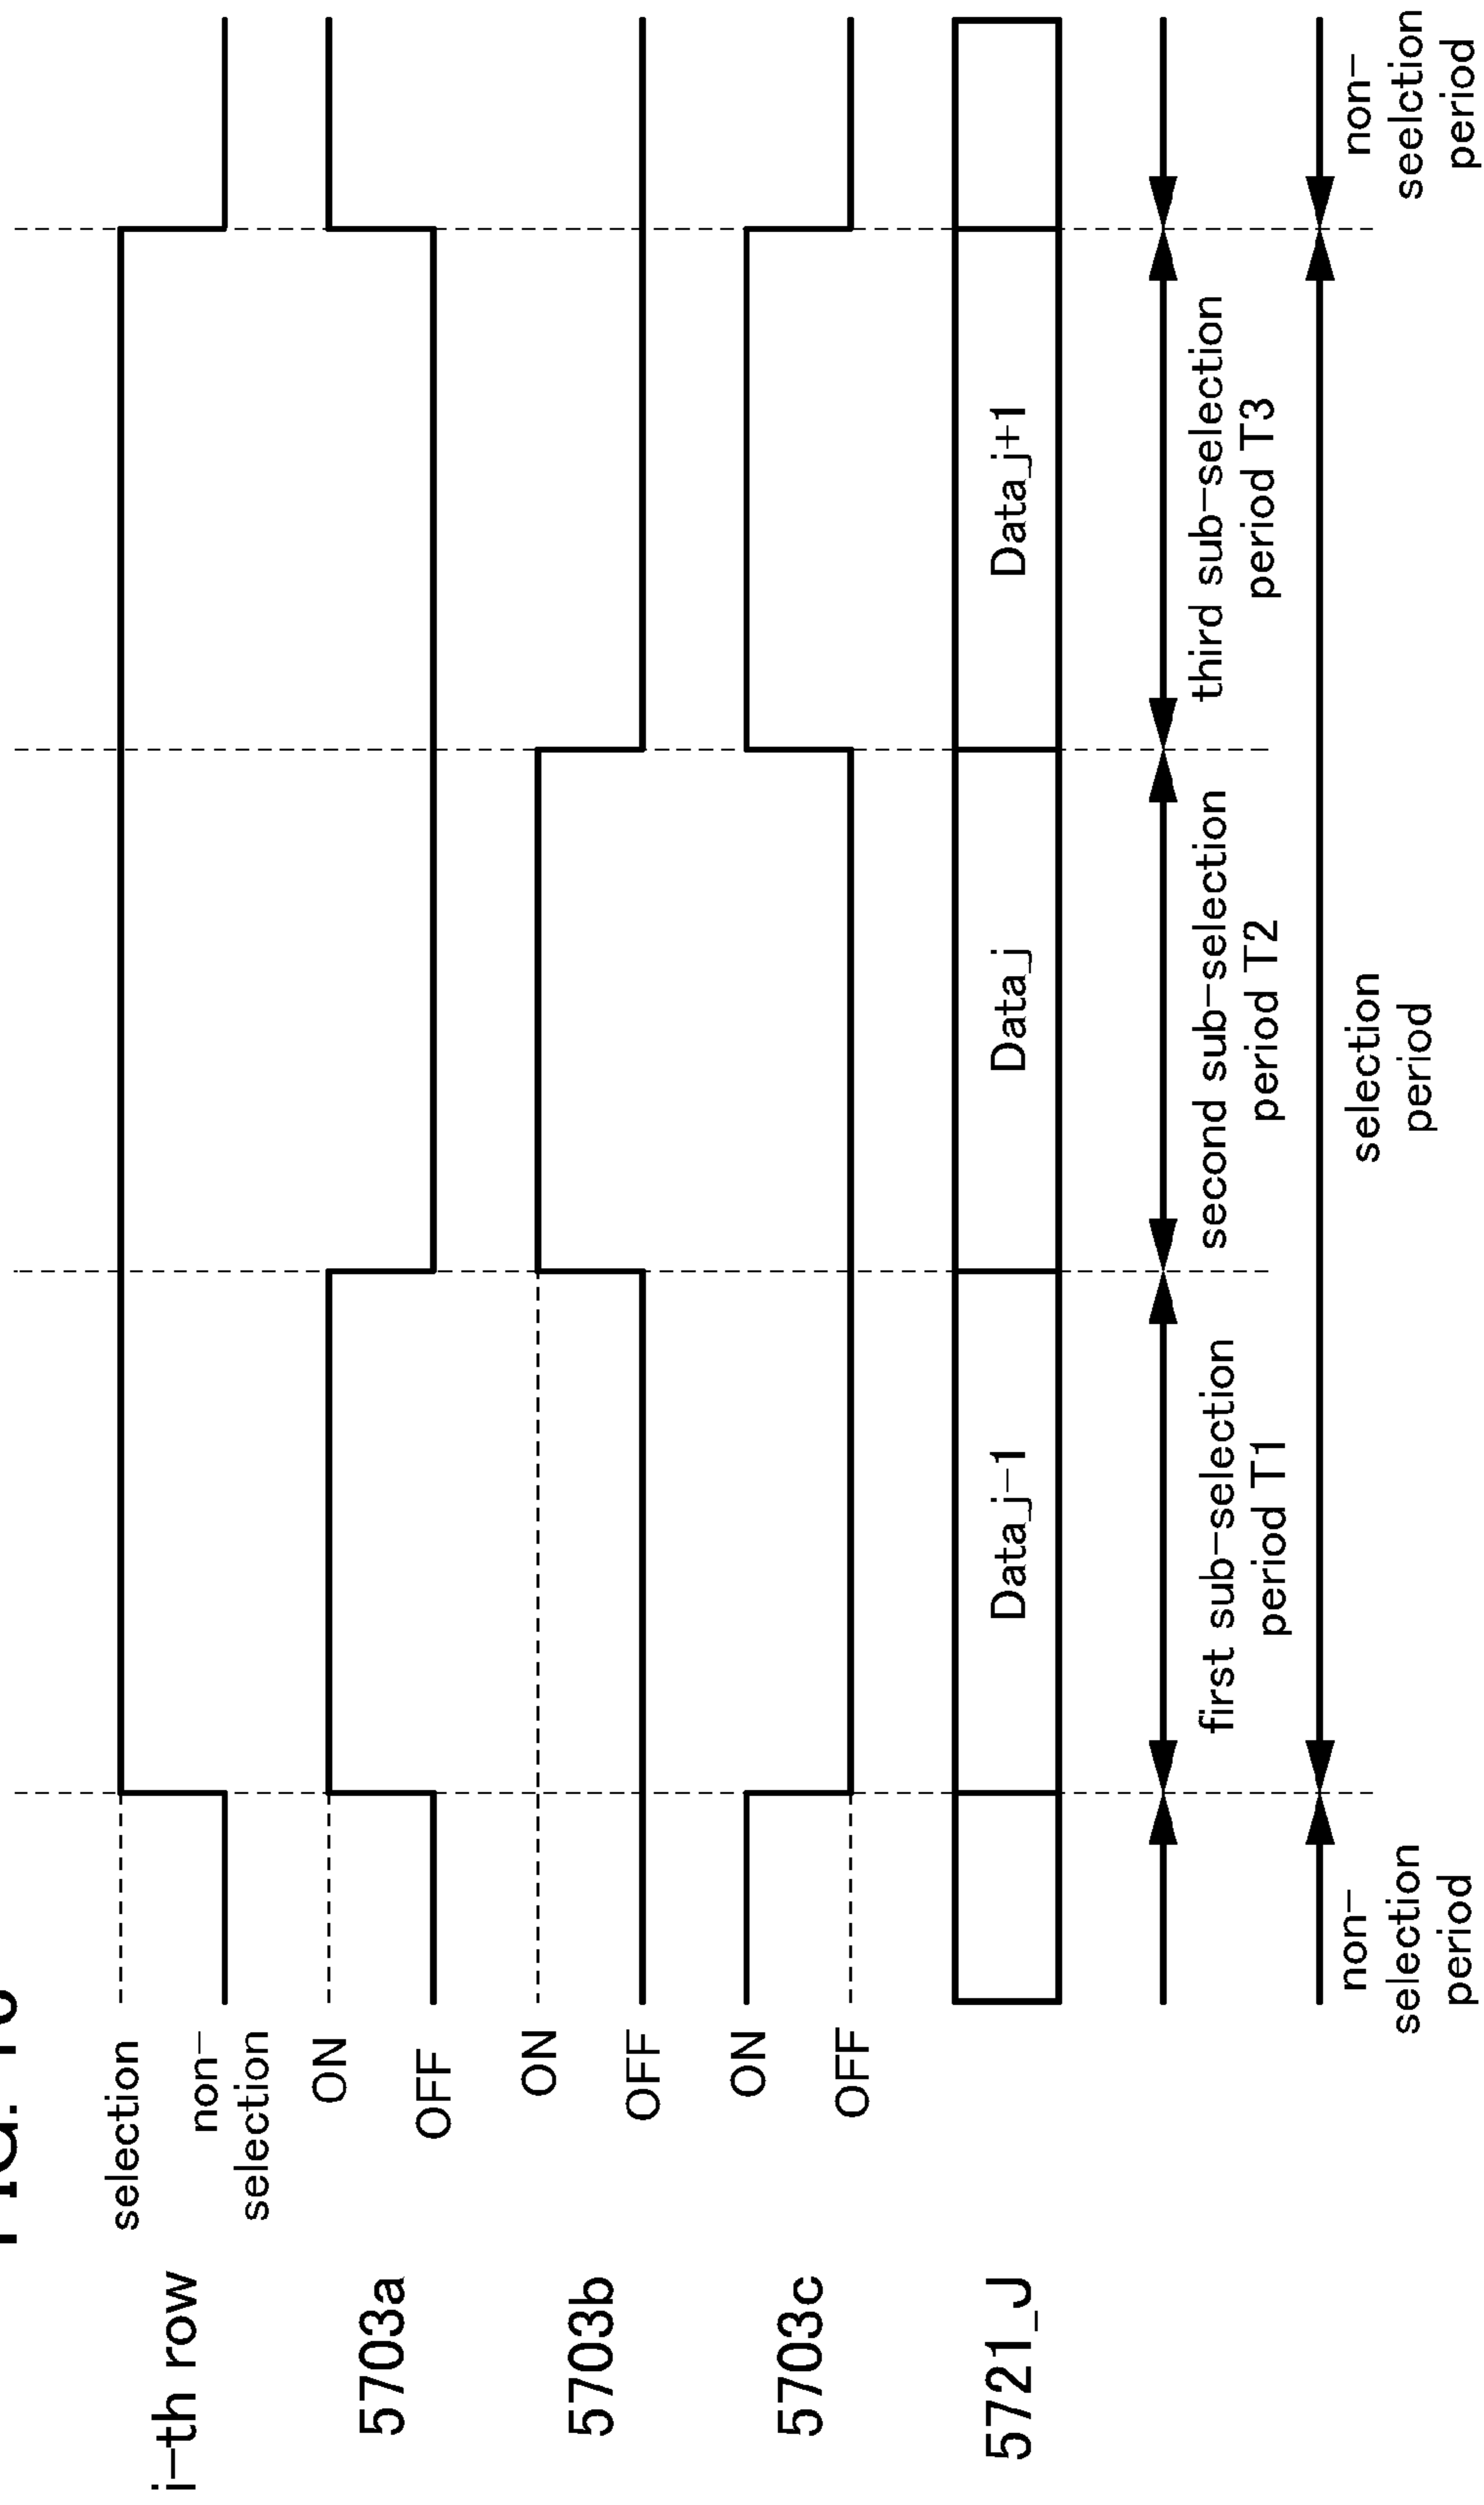 FIG.
i-th row
selection
non-
selection
5703a
ON
OFF
5703b
ON
OFF
5703c
ON
OFF
5721_J
Data_j-1
Data_j
Data_j+1
first sub-selection
period T1
second sub-selection
period T2
third sub-selection
period T3
non-
selection
period
selection
period
non-
seelction
period